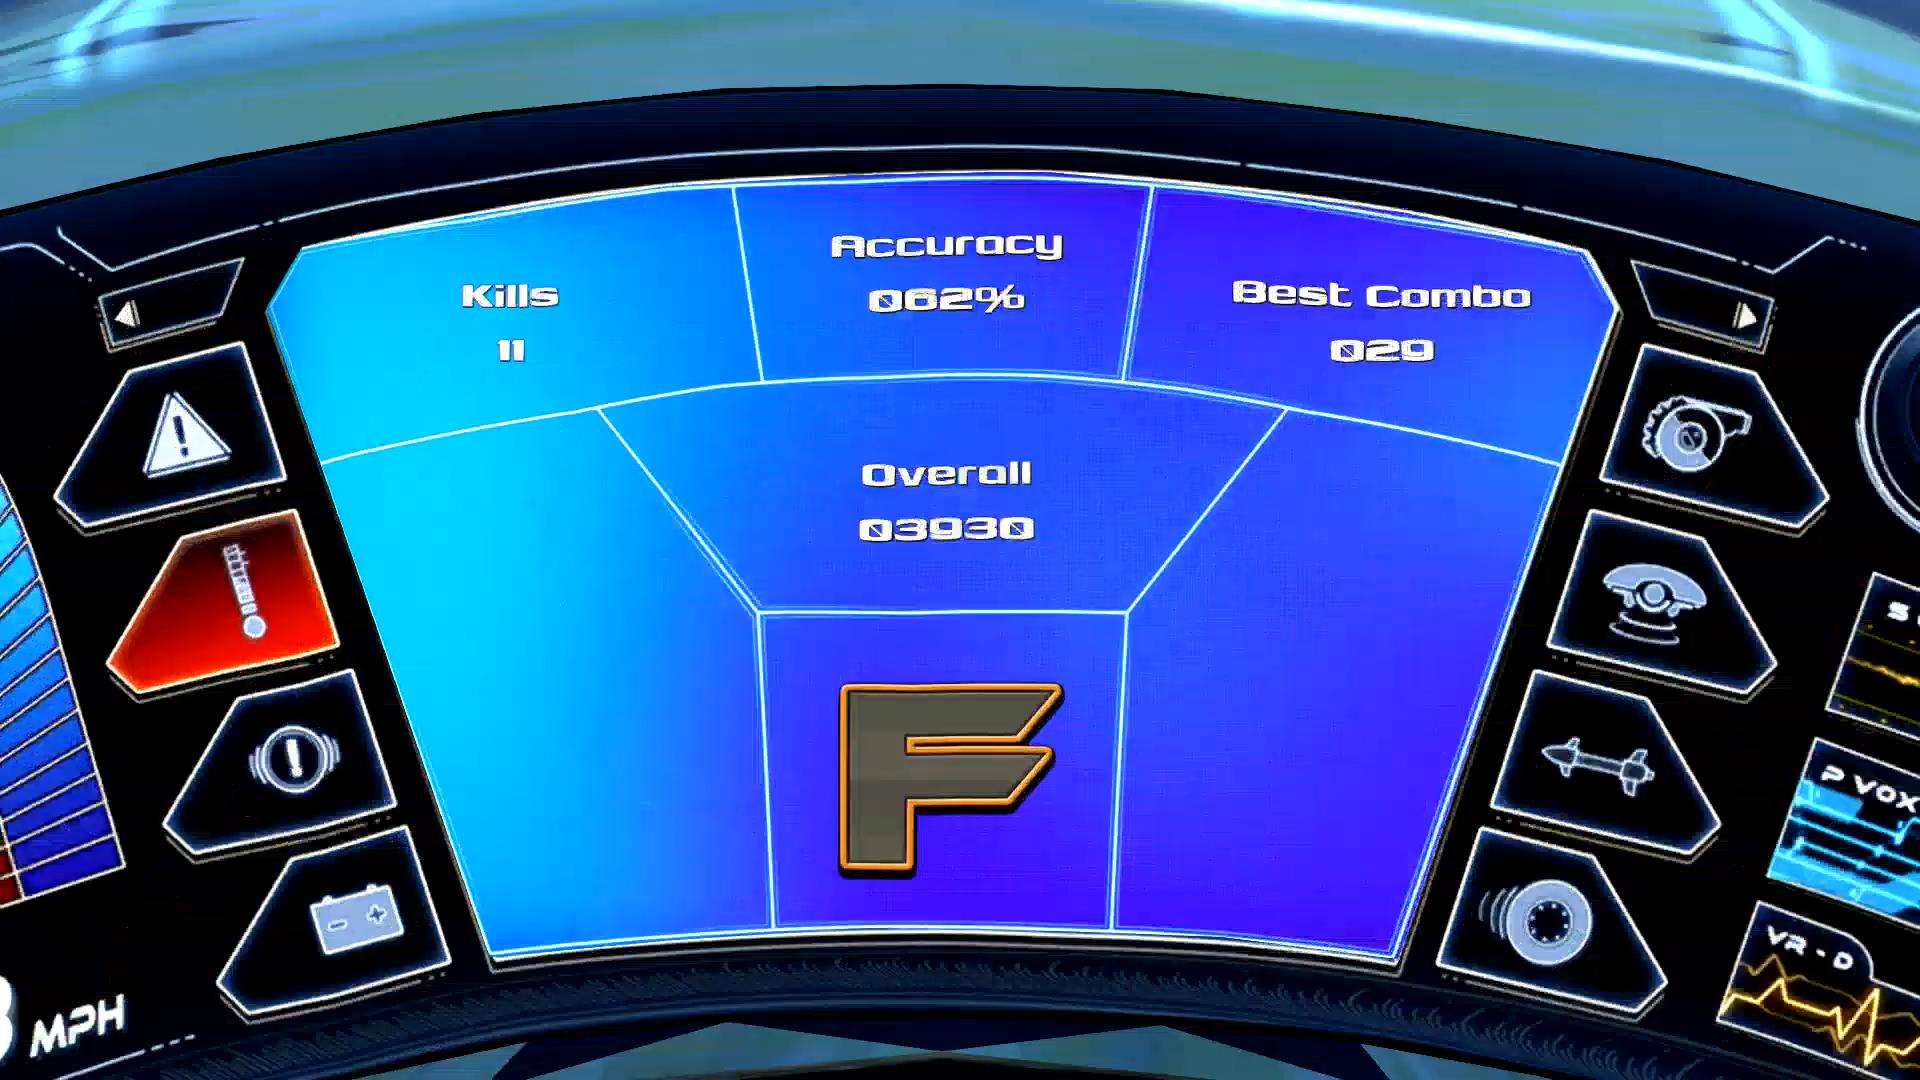 Accuracy
062%
Kills
11
Best Combo
029
Overall
03930
F
P VOX
VR - D
MPH